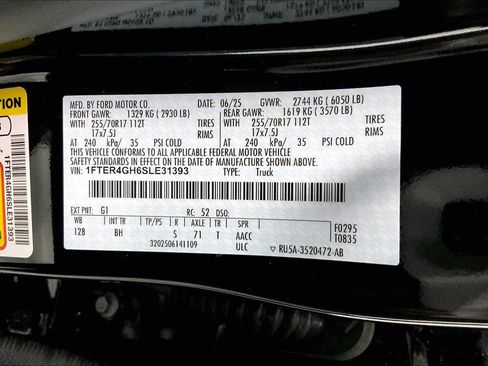 MFD. BY FORD MOTOR CO. 06/25 GVWR: 2744 KG ( 6050 LB)
FRONT GAWR: 1329 KG ( 2930 LB) REAR GAWR: 1619 KG ( 3570 LB)
255/70R17 112T TIRES 255/70R17 112T TIRES
17x7.5J RIMS 17x7.5J RIMS
AT 240 kPa/ 35 PSI COLD AT 240 kPa/ 35 PSI COLD
THIS VEHICLE CONFORMS TO ALL APPLICABLE FEDERAL MOTOR VEHICLE
SAFETY STANDARDS IN EFFECT ON THE DATE OF MANUFACTURE SHOWN ABOVE.
VIN: 1FTER4GH6SLE31393 TYPE: Truck
EXT PNT: G1 RC: 52 DSO:
WB INT TR TP/PS R AXLE TR SPR F0295
128 BH S 71 T AACC T0835
3202506141109 ULC RU5A-3520472-AB
1FTER4GH6SLE31393